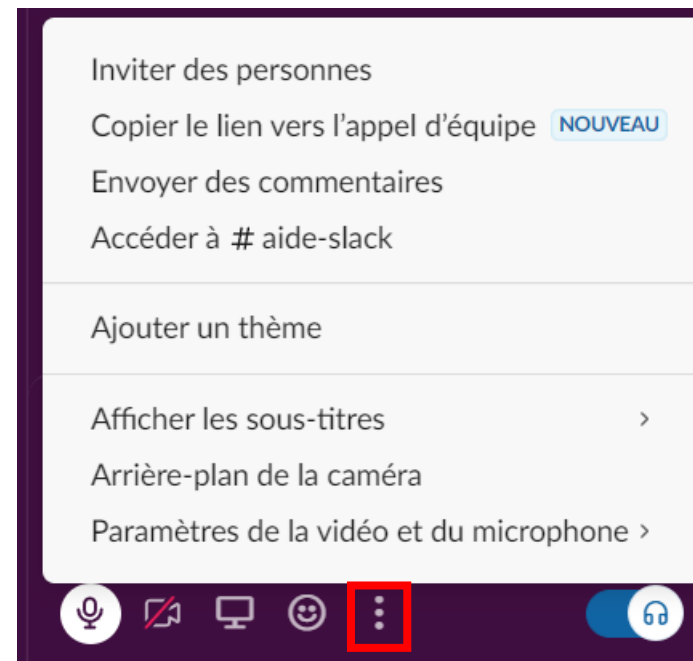 Inviter des personnes
Copier le lien vers l’appel d’équipe NOUVEAU
Envoyer des commentaires
Accéder à # aide-slack
Ajouter un thème
Afficher les sous-titres
Arrière-plan de la caméra
Paramètres de la vidéo et du microphone